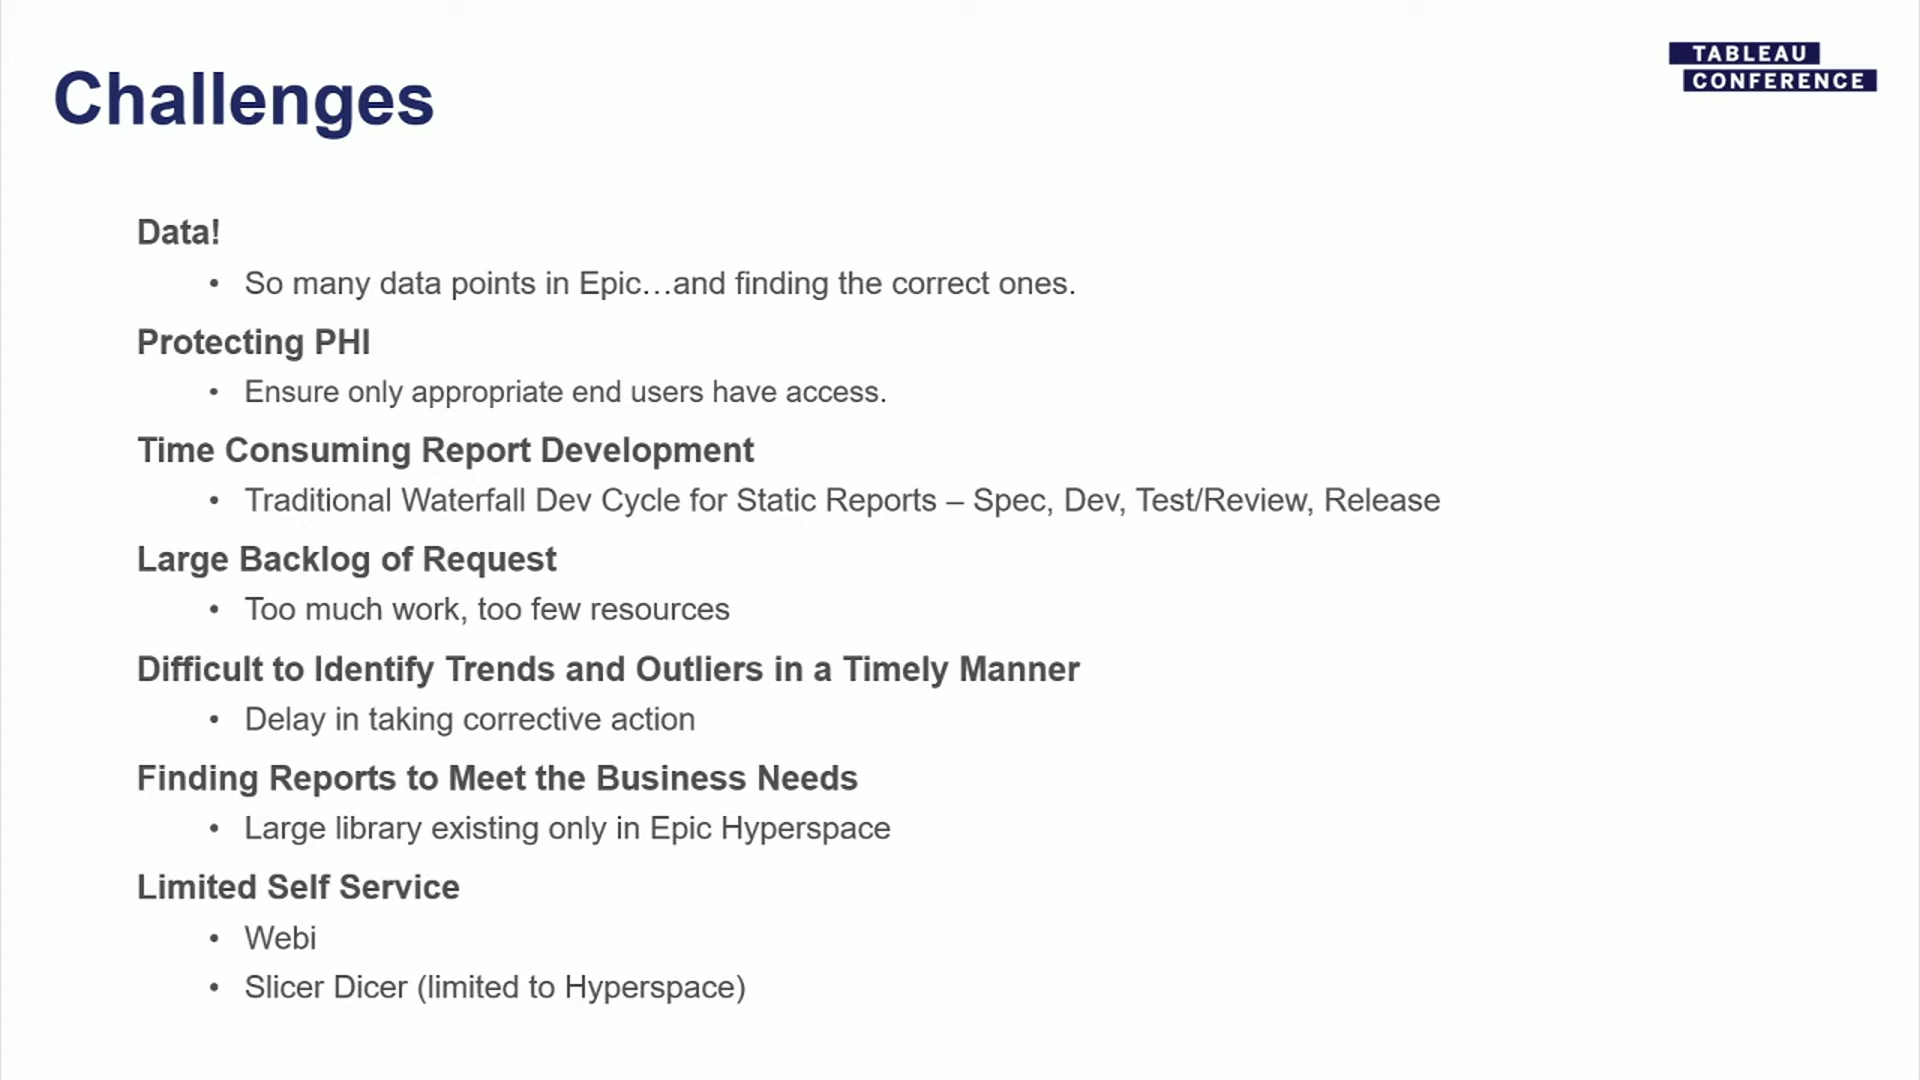 Challenges
TABLEAU
CONFERENCE
Data!
• So many data points in Epic…and finding the correct ones.
Protecting PHI
• Ensure only appropriate end users have access.
Time Consuming Report Development
• Traditional Waterfall Dev Cycle for Static Reports – Spec, Dev, Test/Review, Release
Large Backlog of Request
• Too much work, too few resources
Difficult to Identify Trends and Outliers in a Timely Manner
• Delay in taking corrective action
Finding Reports to Meet the Business Needs
• Large library existing only in Epic Hyperspace
Limited Self Service
• Webi
• Slicer Dicer (limited to Hyperspace)